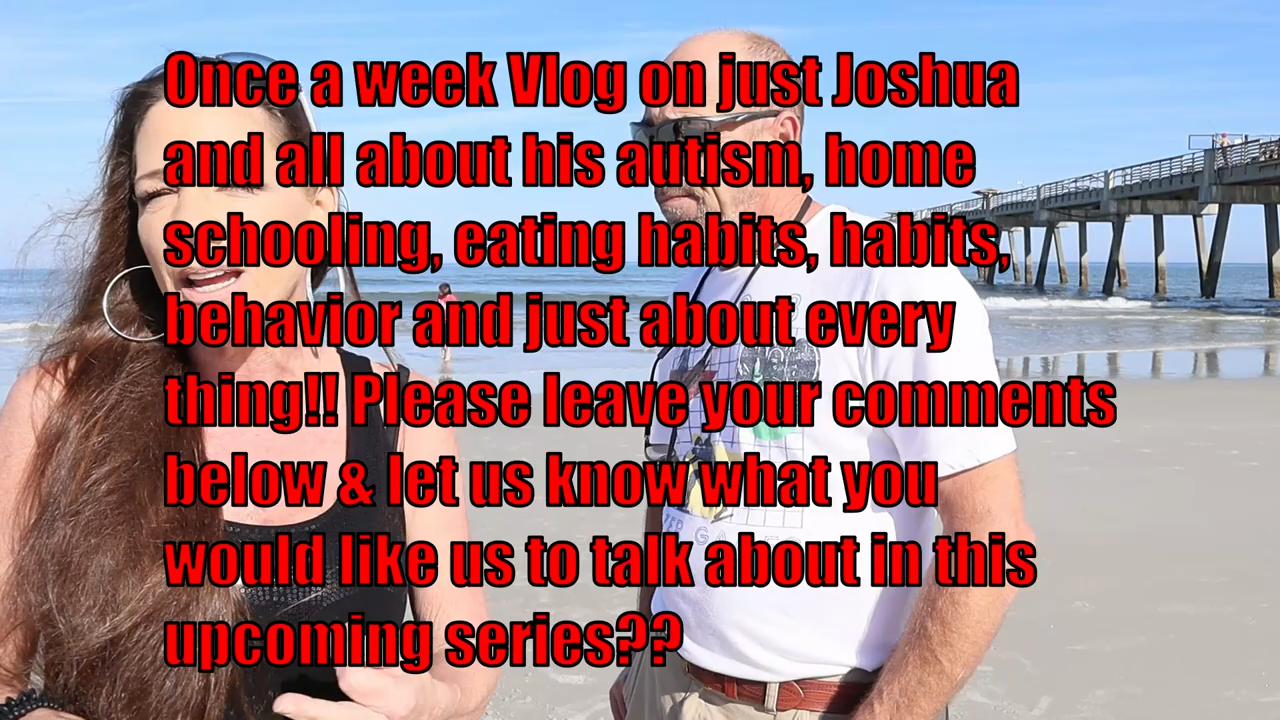 Once a week Vlog on just Joshua
and all about his autism, home
schooling, eating habits, habits,
behavior and just about every
thing!! Please leave your comments
below & let us know what you
would like us to talk about in this
upcoming series??